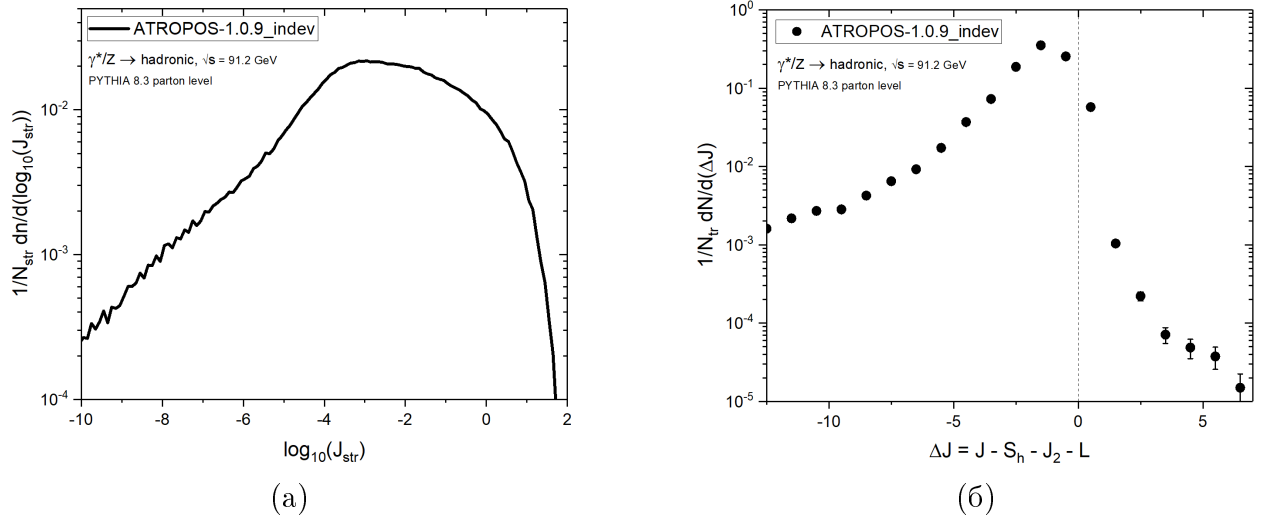 ATROPOS-1.0.9_indev
γ*/Z → hadronic, √s = 91.2 GeV
PYTHIA 8.3 parton level
1/N_str dn/d(log₁₀(J_str))
10⁻²
10⁻³
10⁻⁴
-10 -8 -6 -4 -2 0 2
log₁₀(J_str)
(а)
ATROPOS-1.0.9_indev
γ*/Z → hadronic, √s = 91.2 GeV
PYTHIA 8.3 parton level
1/N_tr dN/d(ΔJ)
10⁰
10⁻¹
10⁻²
10⁻³
10⁻⁴
10⁻⁵
-10 -5 0 5
ΔJ = J - S_h - J₂ - L
(б)